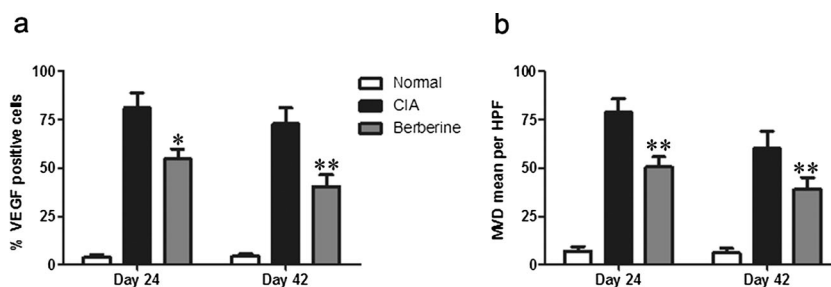 a
% VEGF positive cells
100
75
50
25
0
*
**
Day 24
Day 42
Normal
CIA
Berberine
b
MVD mean per HPF
100
75
50
25
0
**
**
Day 24
Day 42